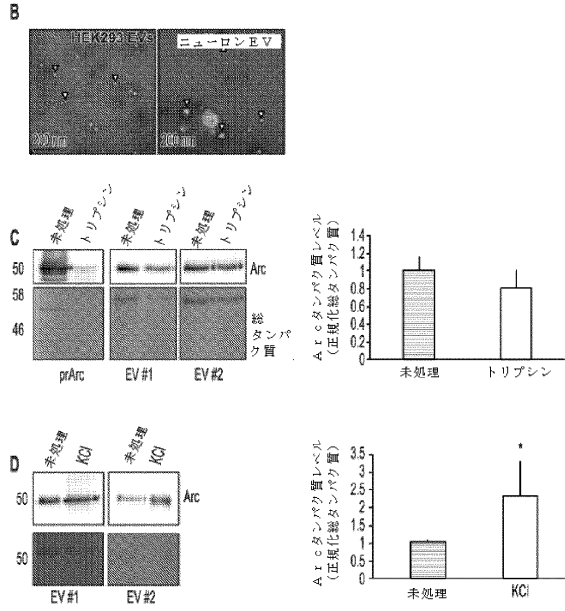 B
HEK293 EVs
ニューロンEV
200 nm
200 nm
C
未処理
トリプシン
未処理
トリプシン
未処理
トリプシン
50
Arc
58
46
総タンパク質
prArc
EV #1
EV #2
Arcタンパク質レベル
(正規化総タンパク質)
1.4
1.2
1
0.8
0.6
0.4
0.2
0
未処理
トリプシン
D
未処理
KCl
未処理
KCl
50
Arc
50
EV #1
EV #2
Arcタンパク質レベル
(正規化総タンパク質)
3.5
3
2.5
2
1.5
1
0.5
0
*
未処理
KCl